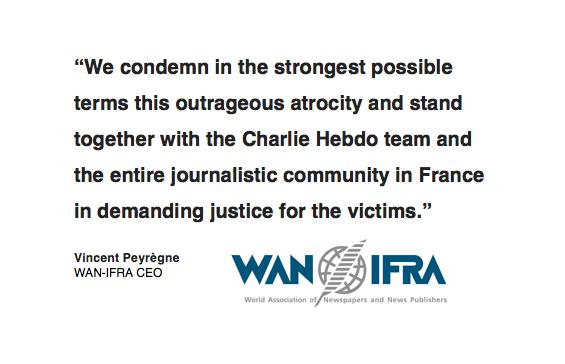 “We condemn in the strongest possible
terms this outrageous atrocity and stand
together with the Charlie Hebdo team and
the entire journalistic community in France
in demanding justice for the victims.”
Vincent Peyrègne
WAN-IFRA CEO
WAN IFRA
World Association of Newspapers and News Publishers